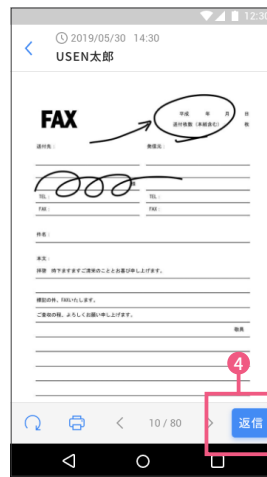 12:30
2019/05/30 14:30
USEN太郎
FAX
平成 年 月 日
送付枚数（本紙含む） 枚
送付先：
発信元：
様
TEL：
TEL：
FAX：
FAX：
件名：
本文：
拝啓 時下ますますご清栄のこととお喜び申し上げます。
標記の件、FAXいたします。
ご査収の程、よろしくお願い申し上げます。
敬具
4
10 / 80
返信